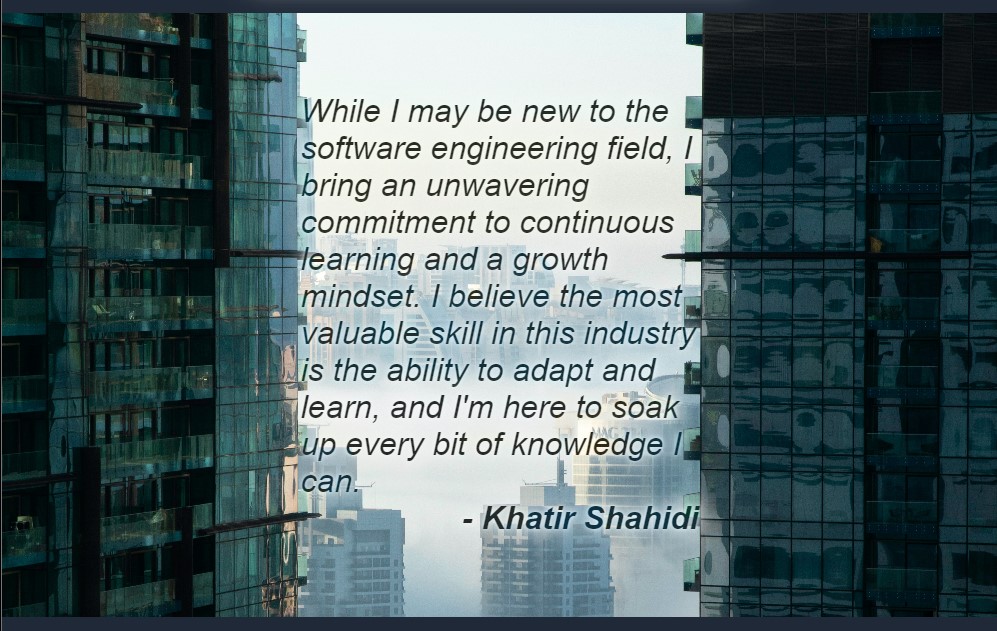 While I may be new to the
software engineering field, I
bring an unwavering
commitment to continuous
learning and a growth
mindset. I believe the most
valuable skill in this industry
is the ability to adapt and
learn, and I'm here to soak
up every bit of knowledge I
can.
- Khatir Shahidi